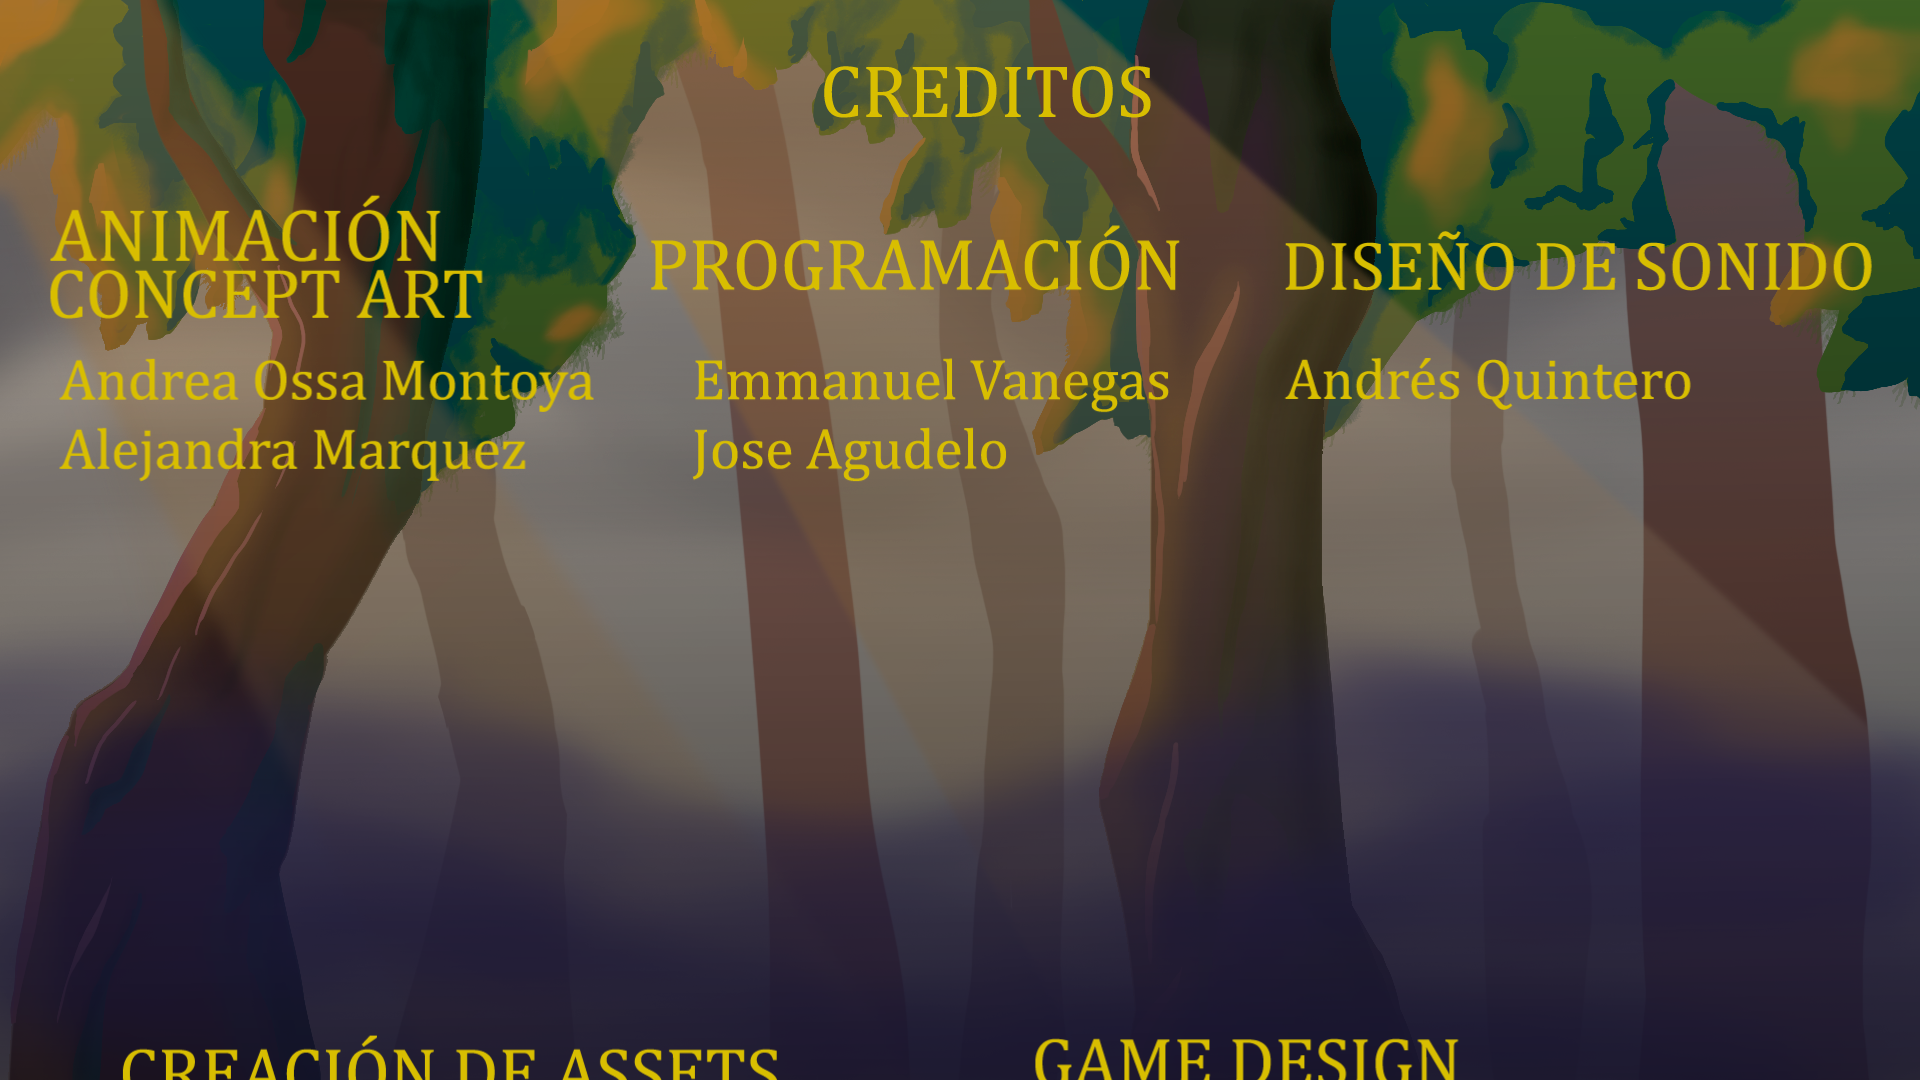 CREDITOS
ANIMACIÓN
CONCEPT ART
Andrea Ossa Montoya
Alejandra Marquez
PROGRAMACIÓN
Emmanuel Vanegas
Jose Agudelo
DISEÑO DE SONIDO
Andrés Quintero
CREACIÓN DE ASSETS
GAME DESIGN